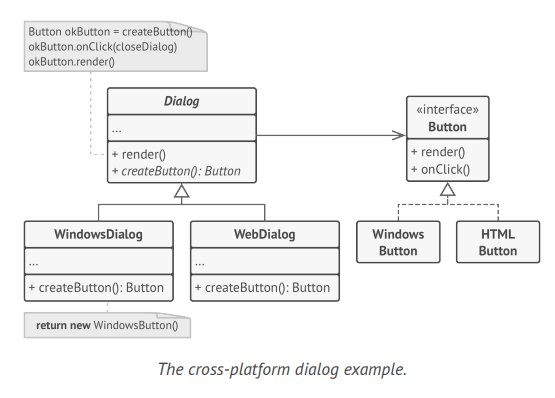 Button okButton = createButton()
okButton.onClick(closeDialog)
okButton.render()
Dialog
...
+ render()
+ createButton(): Button
«interface»
Button
+ render()
+ onClick()
WindowsDialog
...
+ createButton(): Button
WebDialog
...
+ createButton(): Button
Windows
Button
HTML
Button
return new WindowsButton()
The cross-platform dialog example.